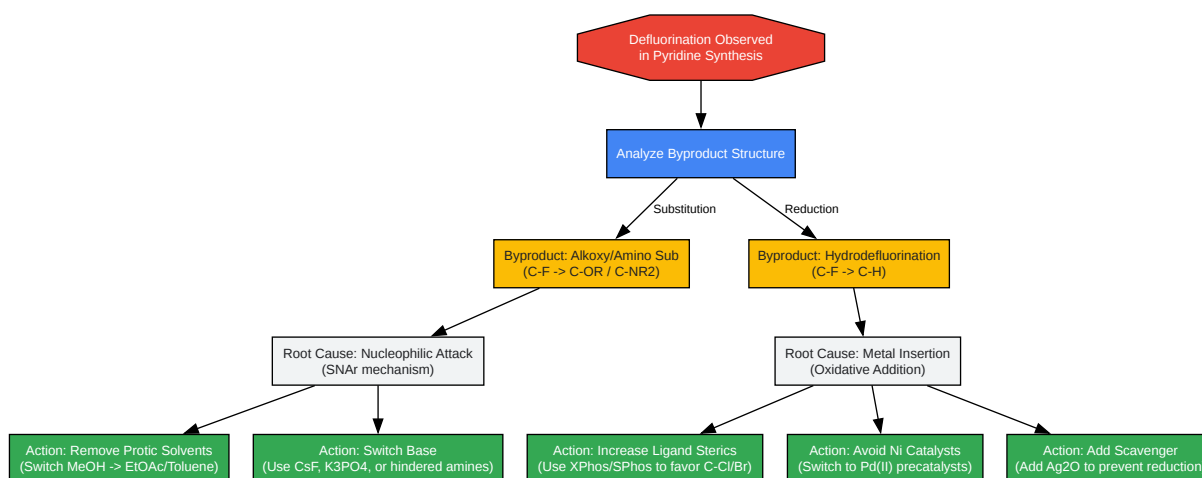 Defluorination Observed
in Pyridine Synthesis
Analyze Byproduct Structure
Substitution
Reduction
Byproduct: Alkoxy/Amino Sub
(C-F -> C-OR / C-NR2)
Byproduct: Hydrodefluorination
(C-F -> C-H)
Root Cause: Nucleophilic Attack
(SNAr mechanism)
Root Cause: Metal Insertion
(Oxidative Addition)
Action: Remove Protic Solvents
(Switch MeOH -> EtOAc/Toluene)
Action: Switch Base
(Use CsF, K3PO4, or hindered amines)
Action: Increase Ligand Sterics
(Use XPhos/SPhos to favor C-Cl/Br)
Action: Avoid Ni Catalysts
(Switch to Pd(II) precatalysts)
Action: Add Scavenger
(Add Ag2O to prevent reduction)